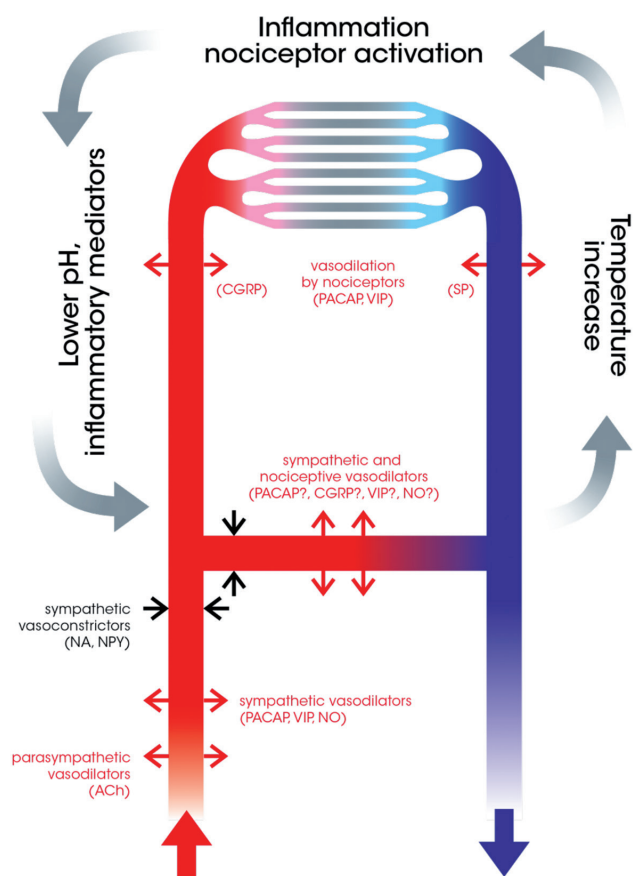 Inflammation
nociceptor activation
Lower pH,
inflammatory mediators
Temperature
increase
(CGRP)
vasodilation
by nociceptors
(PACAP, VIP)
(SP)
sympathetic and
nociceptive vasodilators
(PACAP?, CGRP?, VIP?, NO?)
sympathetic
vasoconstrictors
(NA, NPY)
sympathetic vasodilators
(PACAP, VIP, NO)
parasympathetic
vasodilators
(ACh)